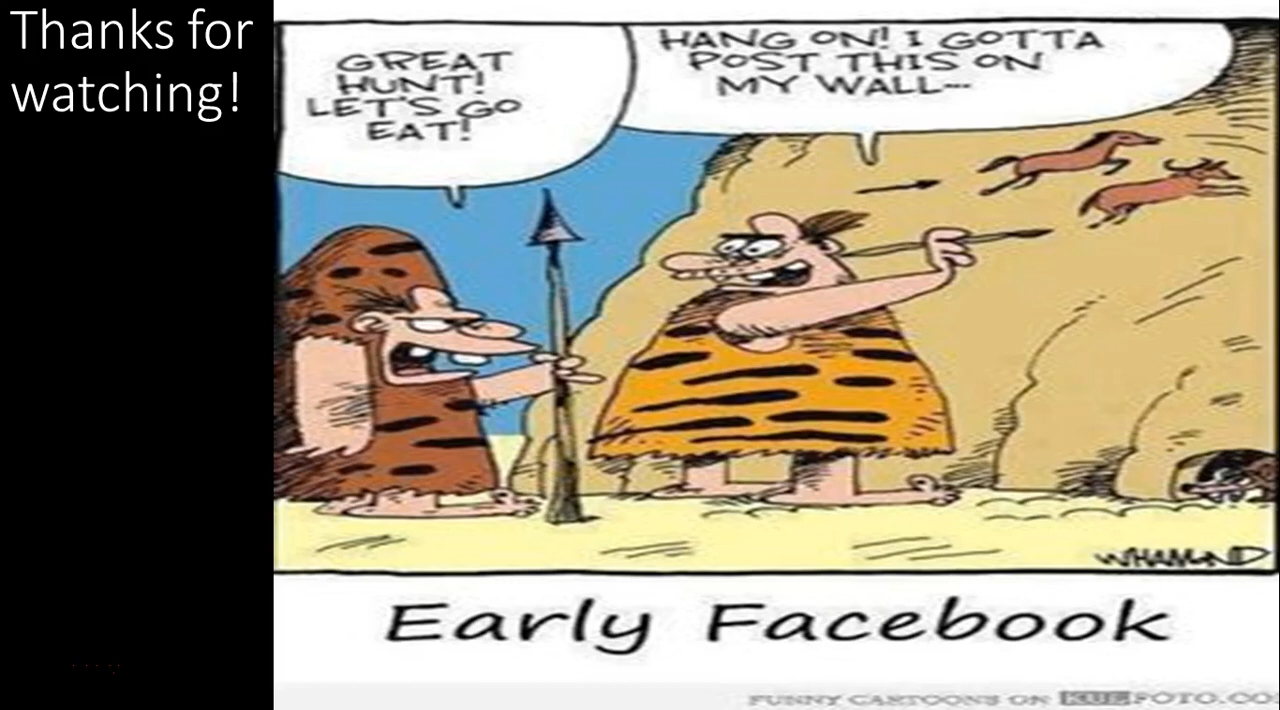 Thanks for
watching!
GREAT
HUNT!
LET'S GO
EAT!
HANG ON! I GOTTA
POST THIS ON
MY WALL--
WHAMOND
Early Facebook
FUNNY CARTOONS ON